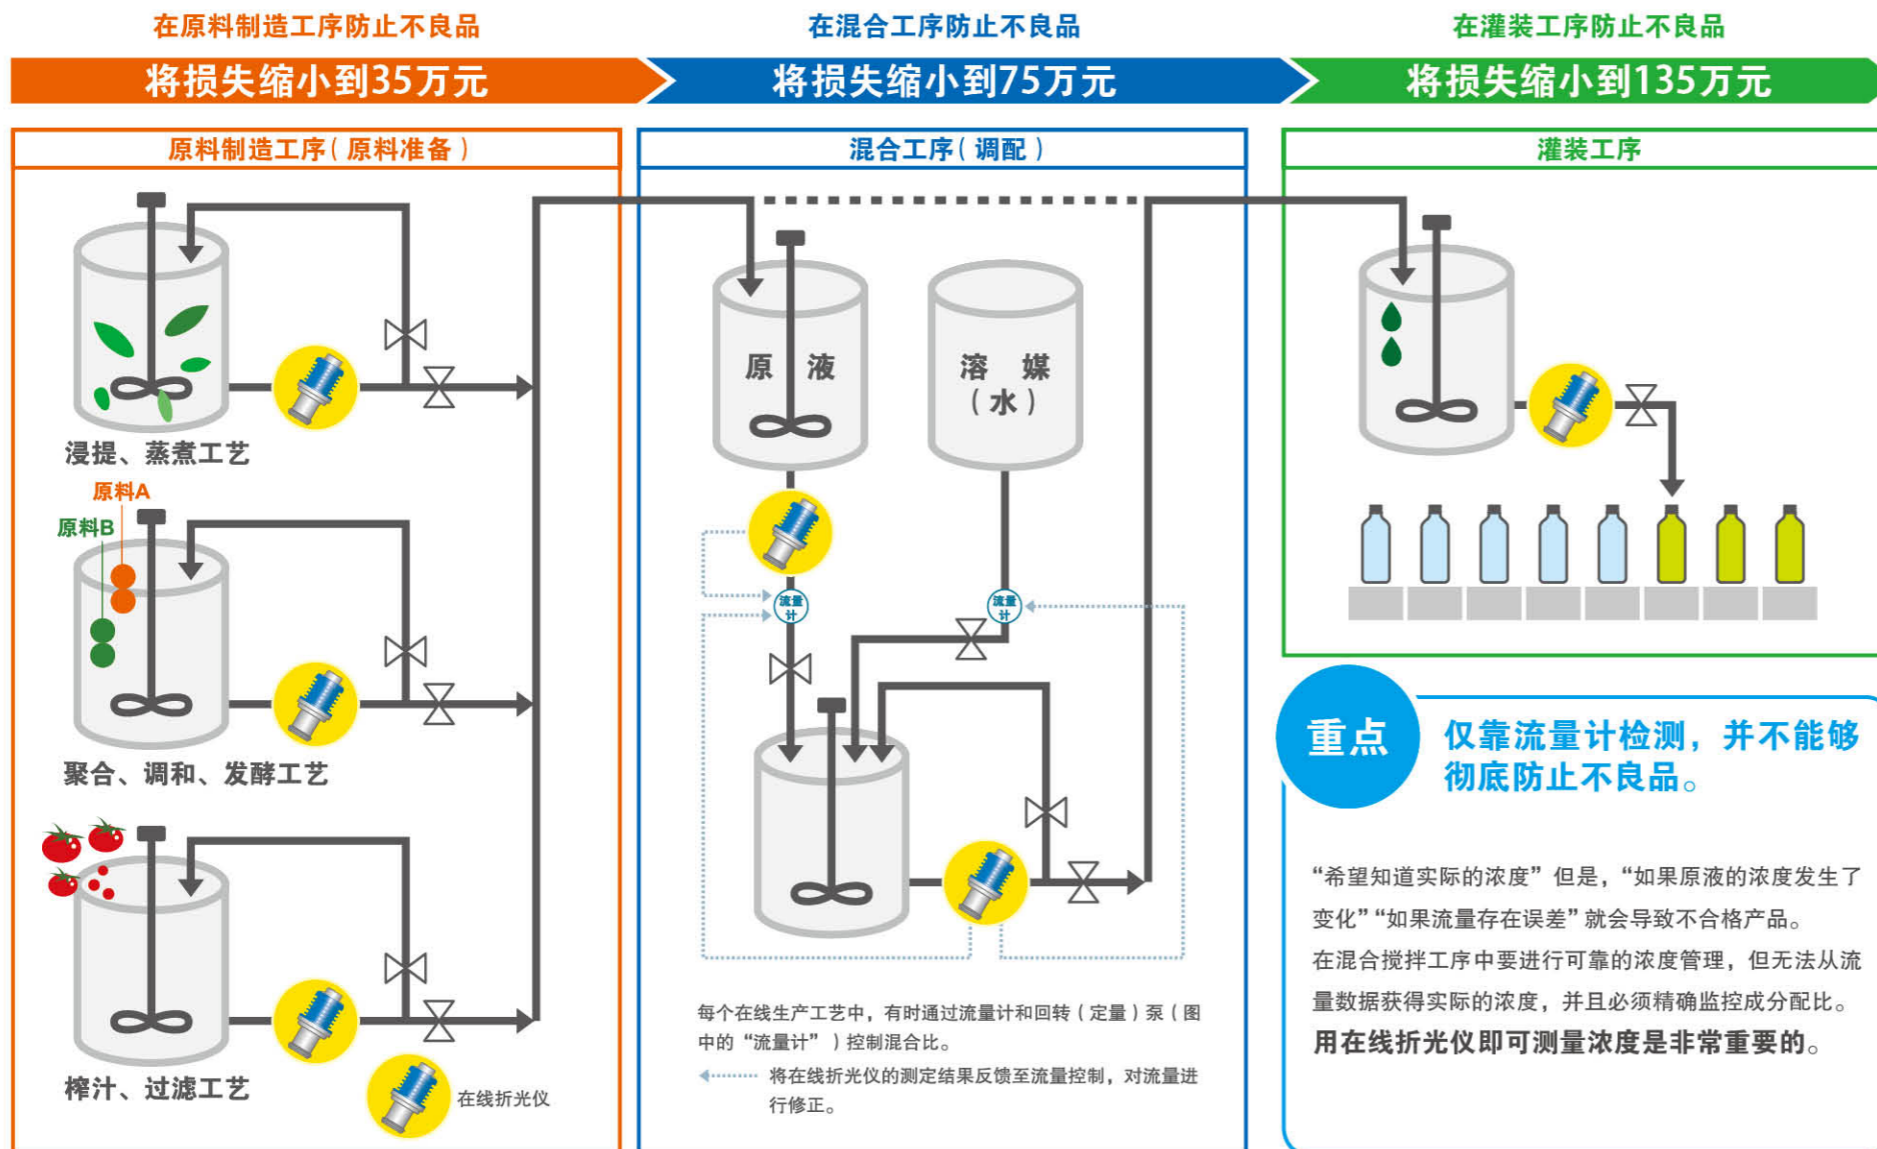 在原料制造工序防止不良品
将损失缩小到35万元
在混合工序防止不良品
将损失缩小到75万元
在灌装工序防止不良品
将损失缩小到135万元
原料制造工序（原料准备）
浸提、蒸煮工艺
原料A
原料B
聚合、调和、发酵工艺
榨汁、过滤工艺
在线折光仪
混合工序（调配）
原 液
溶 媒
（水）
流量
计
流量
计
每个在线生产工艺中，有时通过流量计和回转（定量）泵（图
中的“流量计”）控制混合比。
将在线折光仪的测定结果反馈至流量控制，对流量进
行修正。
灌装工序
重点
仅靠流量计检测，并不能够
彻底防止不良品。
“希望知道实际的浓度”但是，“如果原液的浓度发生了
变化”“如果流量存在误差”就会导致不合格产品。
在混合搅拌工序中要进行可靠的浓度管理，但无法从流
量数据获得实际的浓度，并且必须精确监控成分配比。
用在线折光仪即可测量浓度是非常重要的。